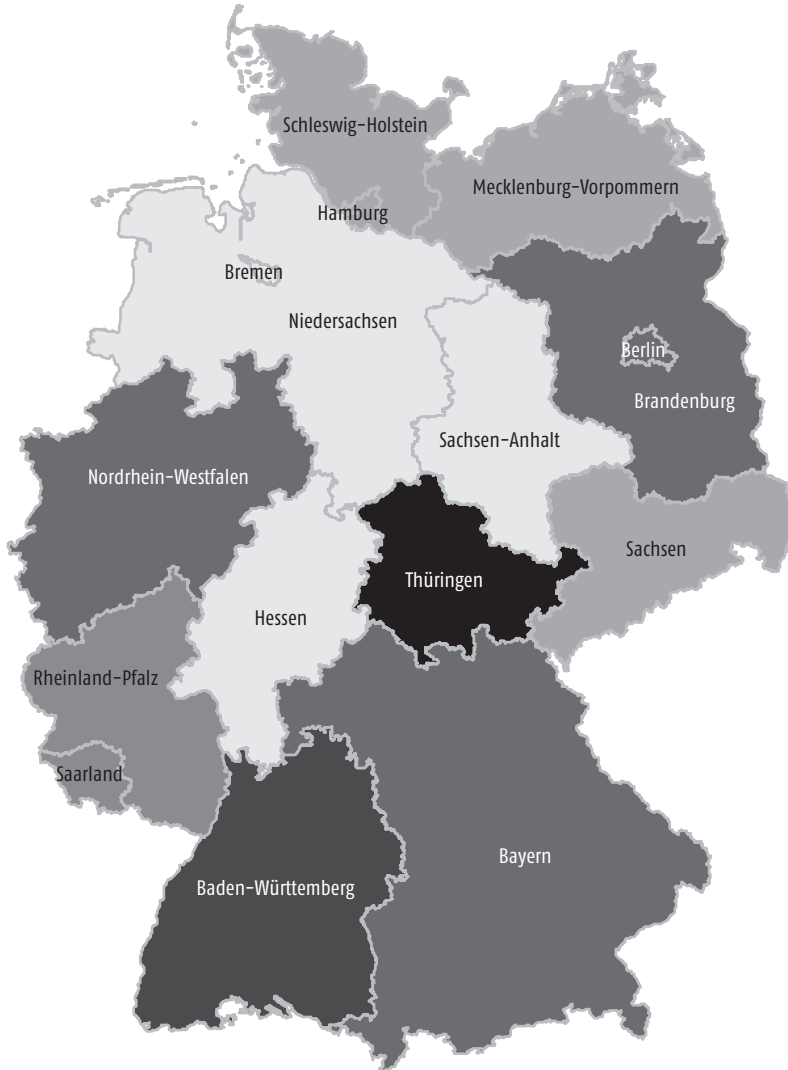 Schleswig-Holstein
Mecklenburg-Vorpommern
Hamburg
Bremen
Niedersachsen
Berlin
Brandenburg
Sachsen-Anhalt
Nordrhein-Westfalen
Sachsen
Thüringen
Hessen
Rheinland-Pfalz
Saarland
Bayern
Baden-Württemberg